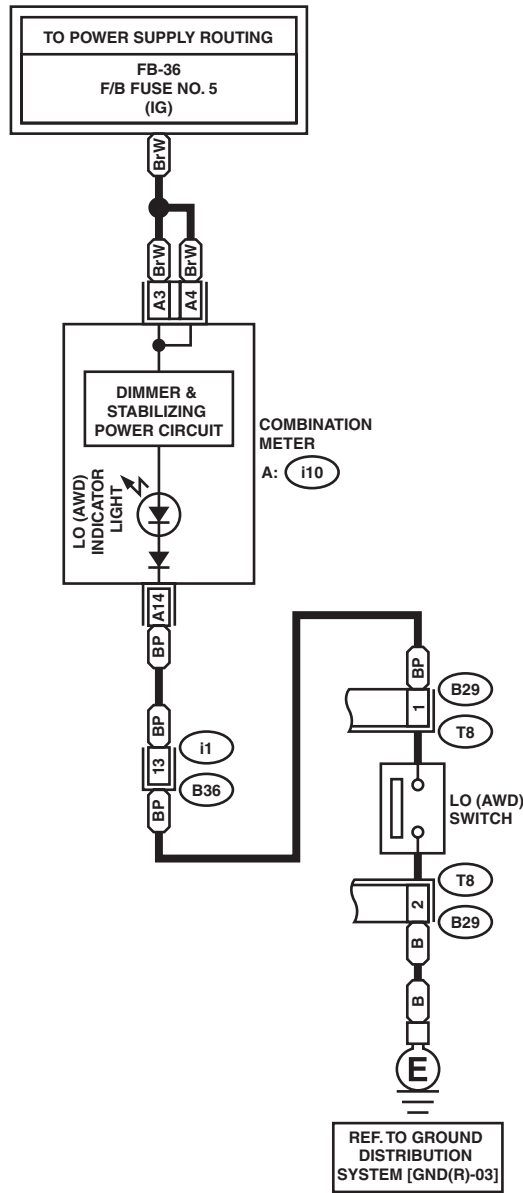 TO POWER SUPPLY ROUTING
FB-36
F/B FUSE NO. 5
(IG)
BrW
BrW
BrW
A3
A4
DIMMER &
STABILIZING
POWER CIRCUIT
COMBINATION
METER
A: i10
LO (AWD)
INDICATOR
LIGHT
A14
BP
BP
13
i1
B36
BP
BP
1
B29
T8
LO (AWD)
SWITCH
2
T8
B29
B
B
E
REF. TO GROUND
DISTRIBUTION
SYSTEM [GND(R)-03]